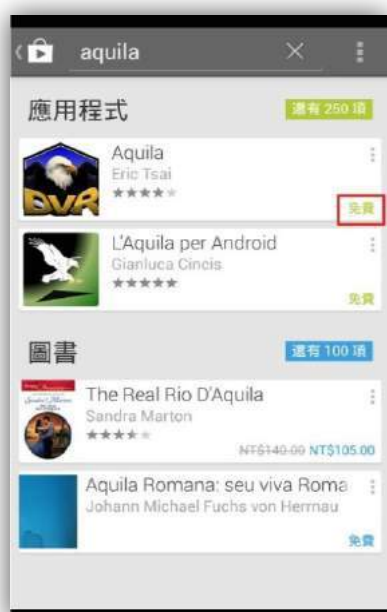 aquila
應用程式
還有 250 項
Aquila
Eric Tsai
DVR
免費
L'Aquila per Android
Gianluca Cincis
免費
圖書
還有 100 項
The Real Rio D'Aquila
Sandra Marton
NT$140.00 NT$105.00
Aquila Romana: seu viva Roma
Johann Michael Fuchs von Herrnau
免費